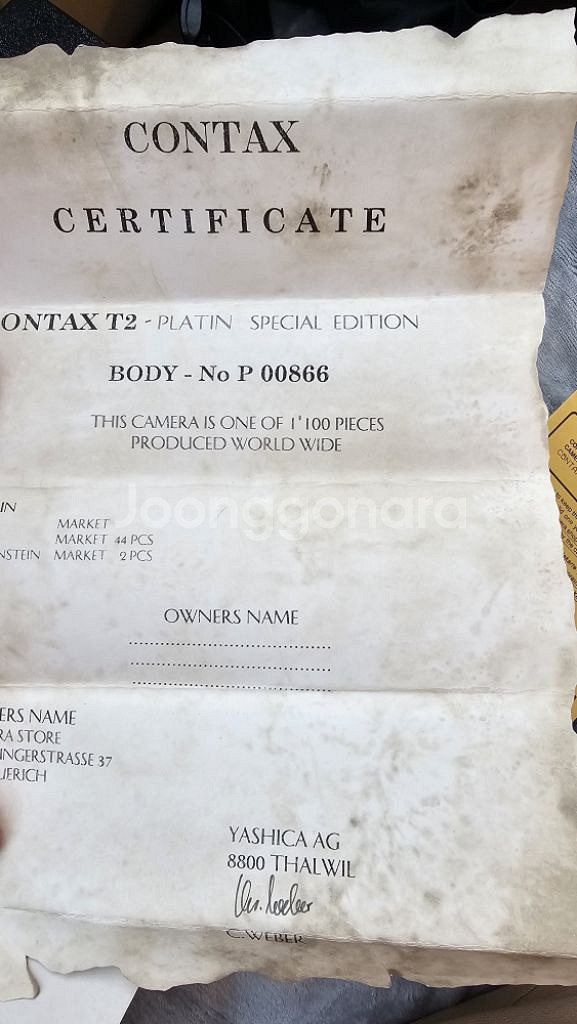 CONTAX
CERTIFICATE
ONTAX T2 - PLATIN SPECIAL EDITION
BODY - No P 00866
THIS CAMERA IS ONE OF 1'100 PIECES
PRODUCED WORLD WIDE
Joonggonara
IN
MARKET
MARKET 44 PCS
NSTEIN MARKET 2 PCS
OWNERS NAME
ERS NAME
RA STORE
INGERSTRASSE 37
UERICH
YASHICA AG
8800 THALWIL
C. WEBER